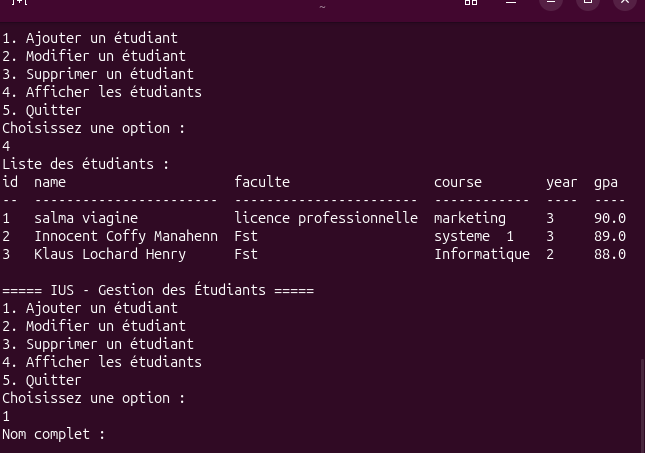 1. Ajouter un étudiant
2. Modifier un étudiant
3. Supprimer un étudiant
4. Afficher les étudiants
5. Quitter
Choisissez une option :
4
Liste des étudiants :
id  name                     faculte                  course        year  gpa
--  -----------------------  -----------------------  ------------  ----  ----
1   salma viagine            licence professionnelle  marketing     3     90.0
2   Innocent Coffy Manahenn  Fst                      systeme  1    3     89.0
3   Klaus Lochard Henry      Fst                      Informatique  2     88.0
===== IUS - Gestion des Étudiants =====
1. Ajouter un étudiant
2. Modifier un étudiant
3. Supprimer un étudiant
4. Afficher les étudiants
5. Quitter
Choisissez une option :
1
Nom complet :